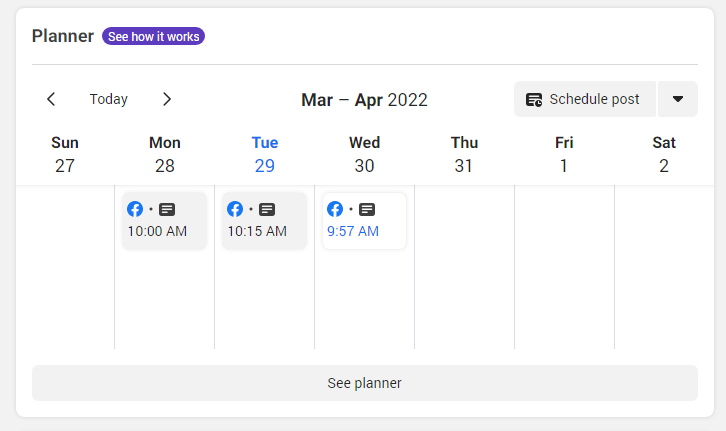 Planner See how it works
Today Mar – Apr 2022 Schedule post
Sun Mon Tue Wed Thu Fri Sat
27 28 29 30 31 1 2
10:00 AM 10:15 AM 9:57 AM
See planner